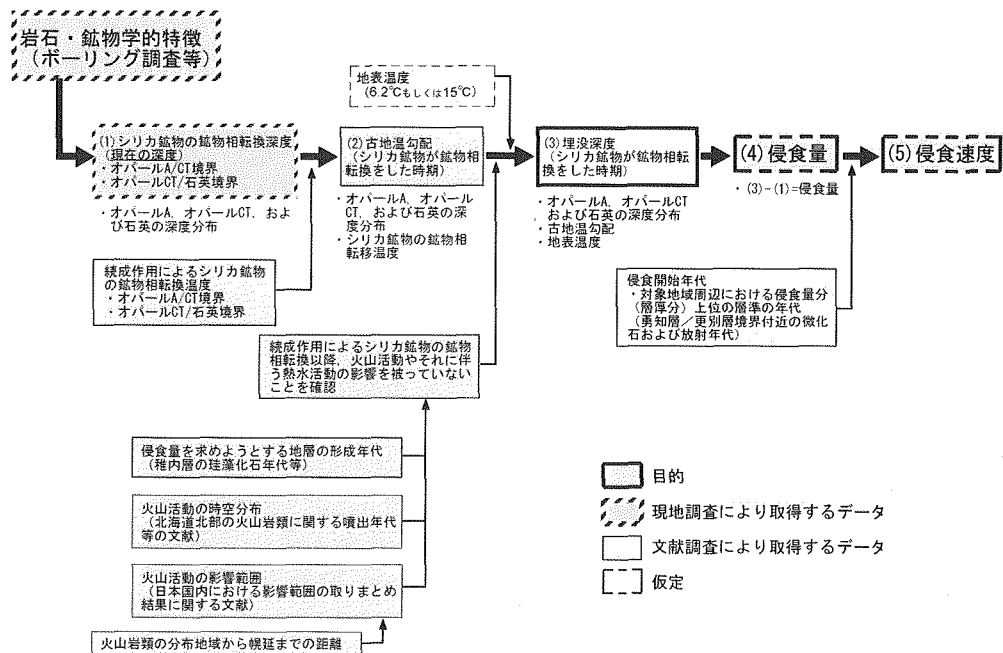 岩石・鉱物学的特徴
（ボーリング調査等）
地表温度
（6.2℃もしくは15℃）
(1)シリカ鉱物の鉱物相転換深度
（現在の深度）
・オパールA/CT境界
・オパールCT/石英境界
・オパールA、オパールCT、およ
び石英の深度分布
(2)古地温勾配
（シリカ鉱物が鉱物相
転換をした時期）
・オパールA、オパール
CT、および石英の深
度分布
・シリカ鉱物の鉱物相
転移温度
(3)埋没深度
（シリカ鉱物が鉱物相転
換をした時期）
・オパールA、オパールCT
、および石英の深度分布
・古地温勾配
・地表温度
(4)侵食量
・(3)-(1)=侵食量
(5)侵食速度
続成作用によるシリカ鉱物
の鉱物相転換温度
・オパールA/CT境界
・オパールCT/石英境界
侵食開始年代
・対象地域周辺における侵食量分
（層厚分）上位の層準の年代
（勇知層／更別層境界付近の微化
石および放射年代）
続成作用によるシリカ鉱物の鉱物
相転換以降，火山活動やそれに伴
う熱水活動の影響を被っていない
ことを確認
侵食量を求めようとする地層の形成年代
（稚内層の珪藻化石年代等）
火山活動の時空分布
（北海道北部の火山岩類に関する噴出年代
等の文献）
火山活動の影響範囲
（日本国内における影響範囲の取りまとめ
結果に関する文献）
火山岩類の分布地域から幌延までの距離
目的
現地調査により取得するデータ
文献調査により取得するデータ
仮定